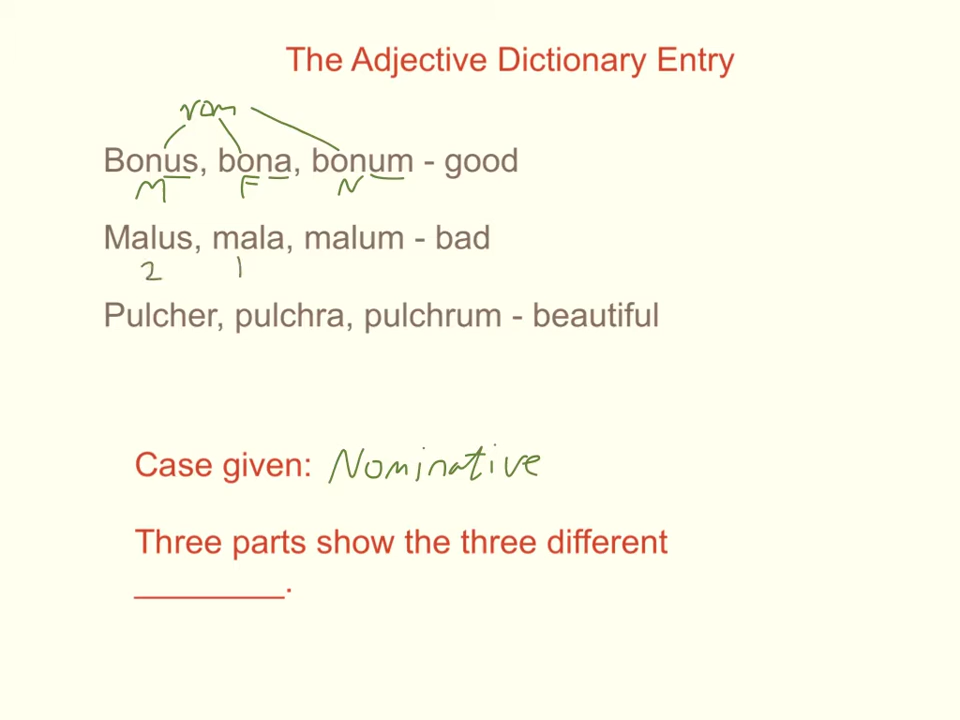 The Adjective Dictionary Entry
nom
Bonus, bona, bonum - good
M F N
Malus, mala, malum - bad
2 1
Pulcher, pulchra, pulchrum - beautiful
Case given: Nominative
Three parts show the three different
________.